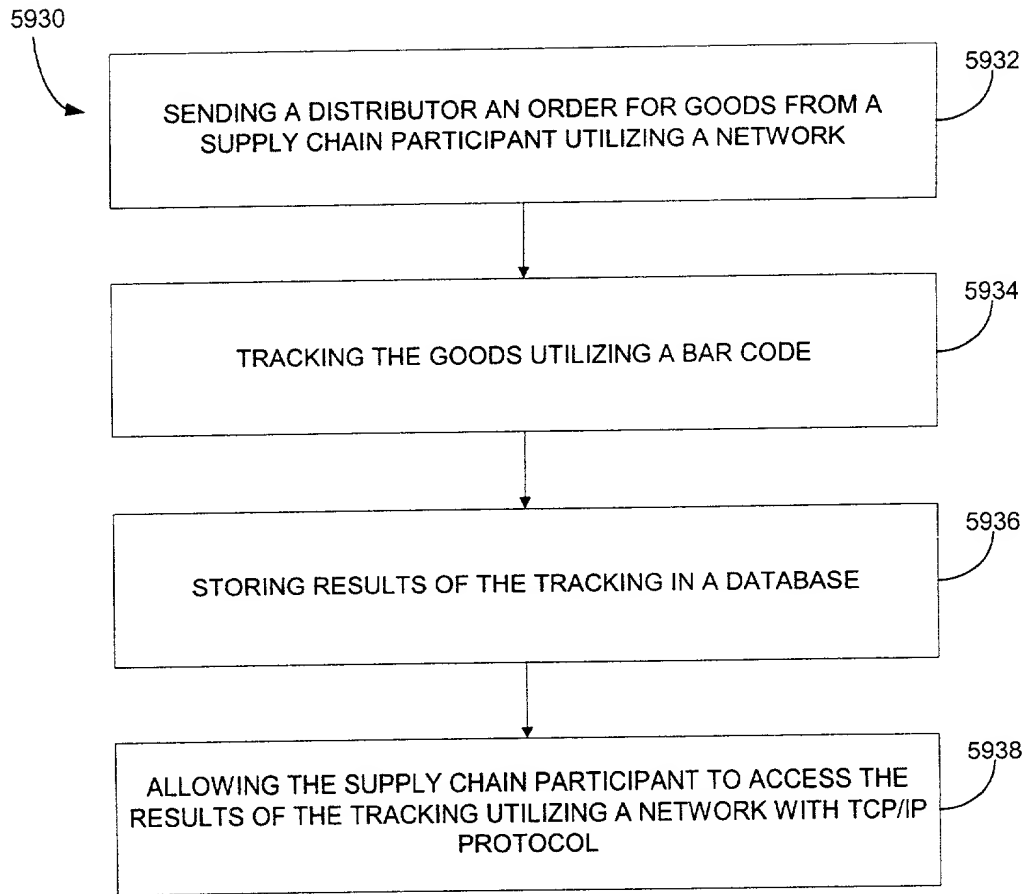 5930
5932
SENDING A DISTRIBUTOR AN ORDER FOR GOODS FROM A
SUPPLY CHAIN PARTICIPANT UTILIZING A NETWORK
5934
TRACKING THE GOODS UTILIZING A BAR CODE
5936
STORING RESULTS OF THE TRACKING IN A DATABASE
5938
ALLOWING THE SUPPLY CHAIN PARTICIPANT TO ACCESS THE
RESULTS OF THE TRACKING UTILIZING A NETWORK WITH TCP/IP
PROTOCOL